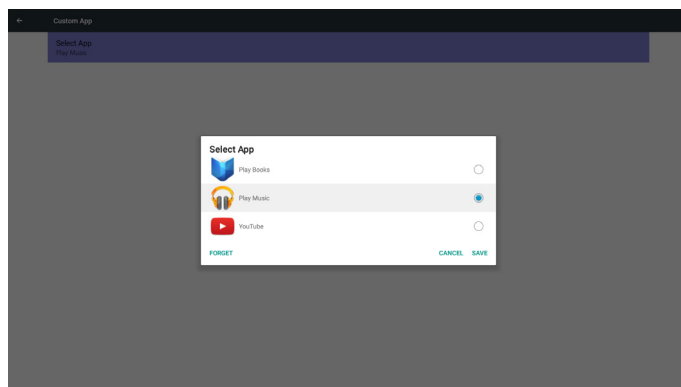 Custom App
Select App
Play Music
Select App
Play Books
Play Music
YouTube
FORGET
CANCEL SAVE